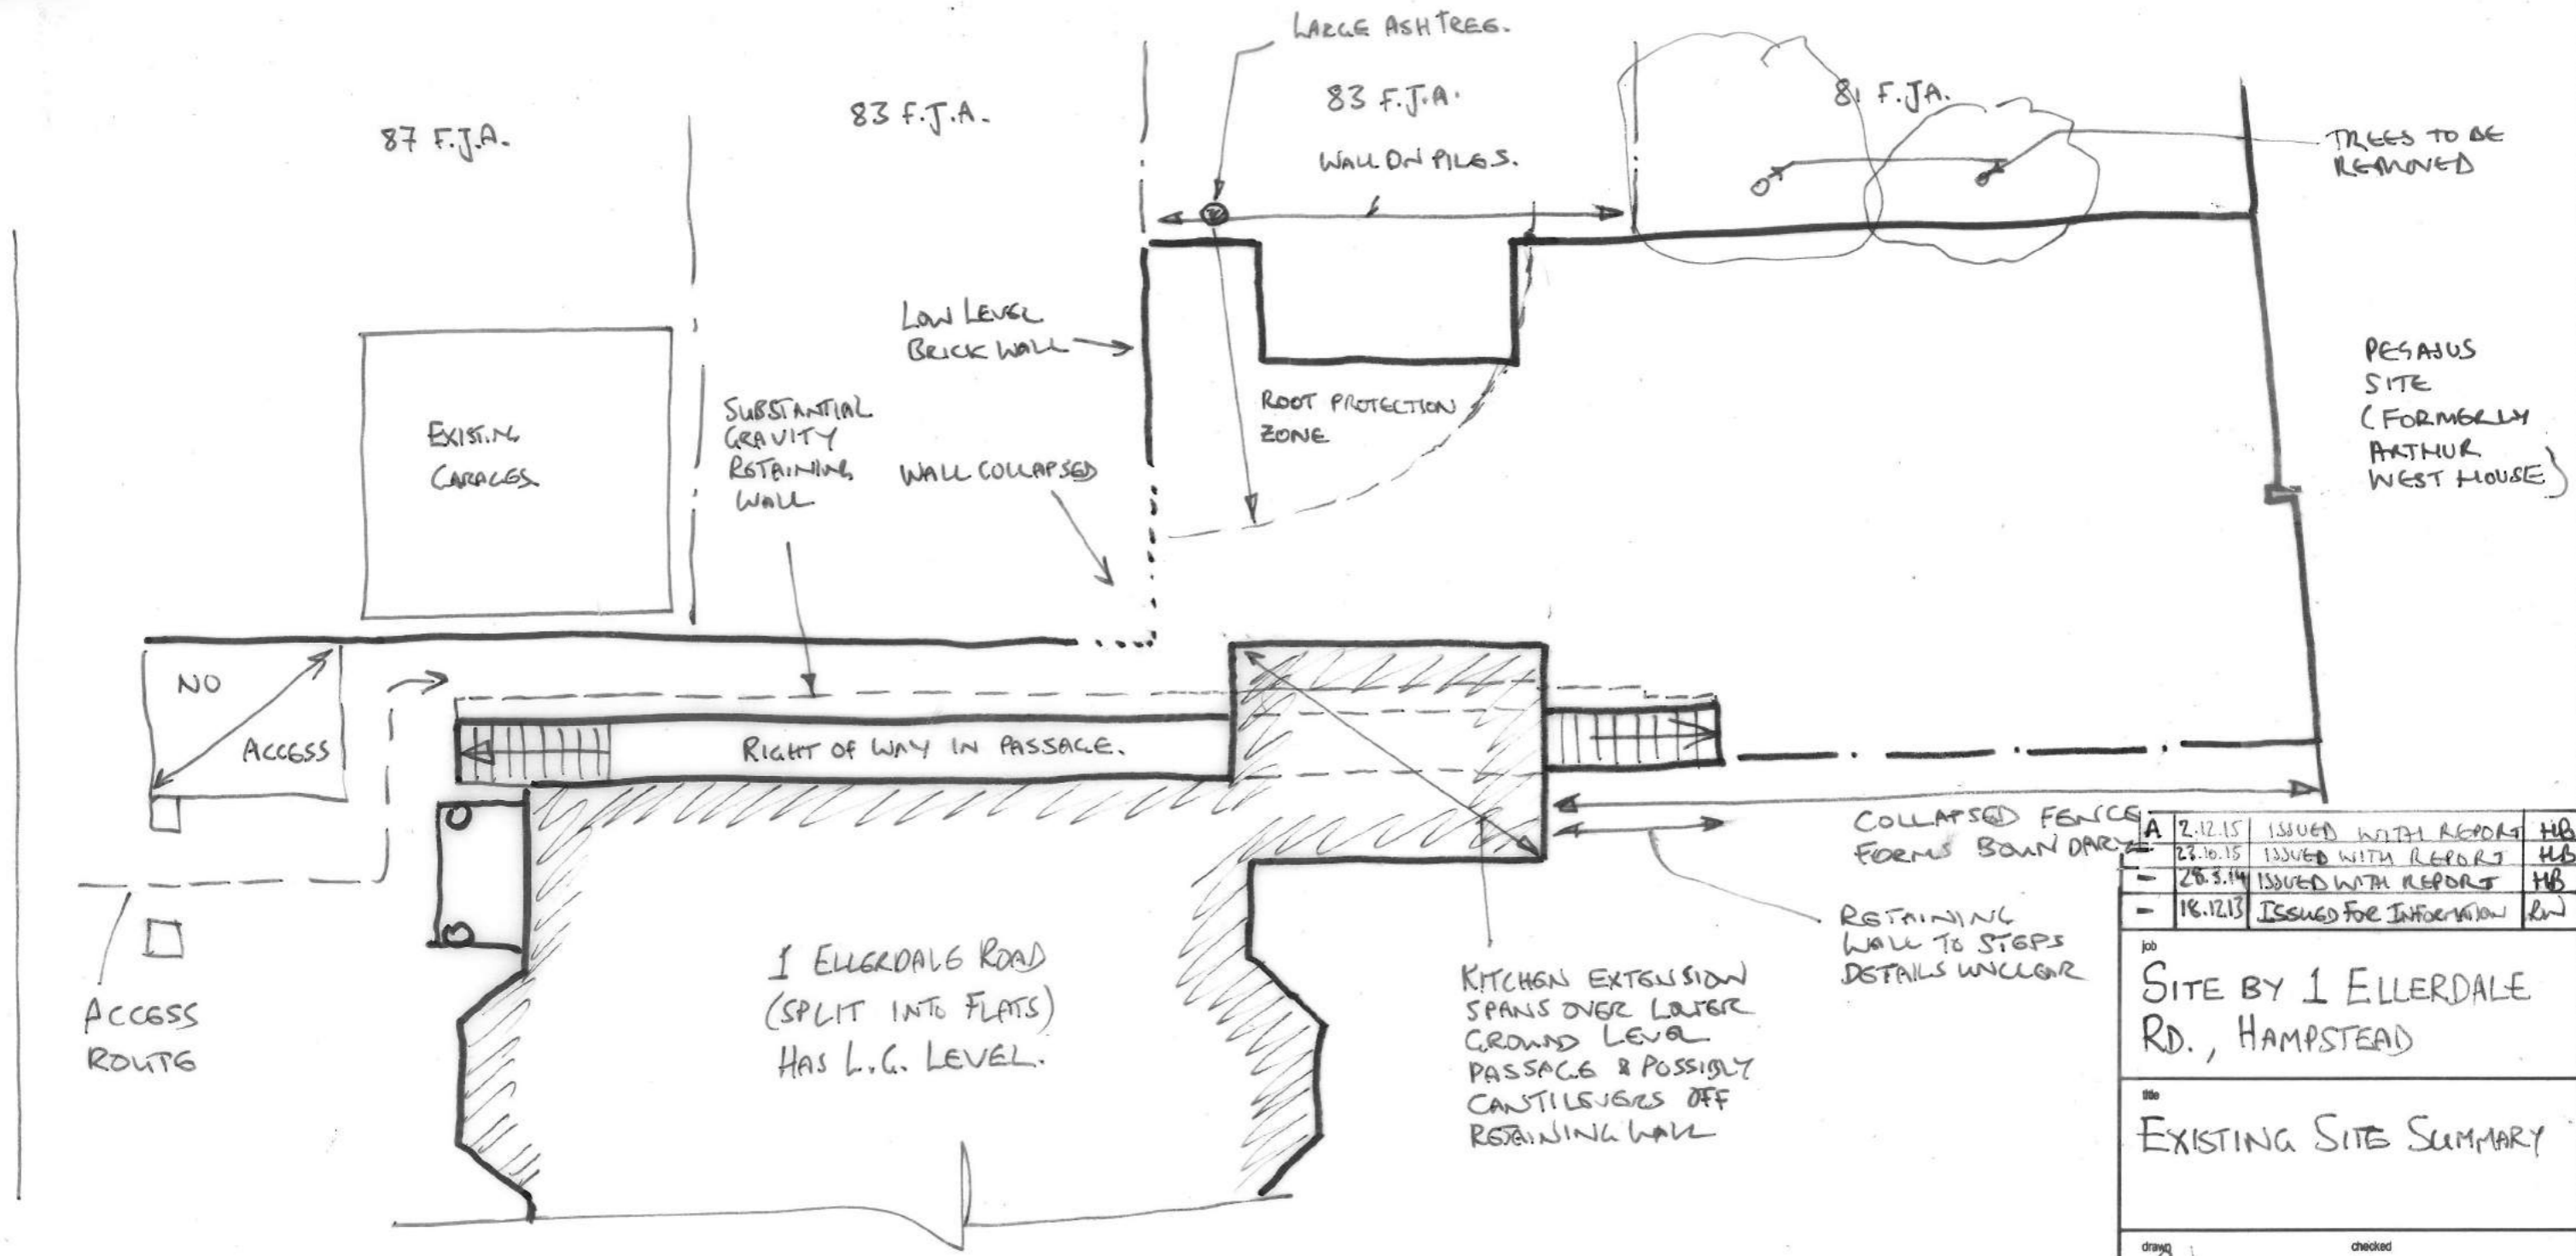 LARGE ASH TREE.
87 F.J.A.
83 F.J.A.
83 F.J.A.
WALL ON PILES.
81 F.J.A.
TREES TO BE
REMOVED
LOW LEVEL
BRICK WALL
EXISTING
GARAGES
SUBSTANTIAL
GRAVITY
RETAINING
WALL
WALL COLLAPSED
ROOT PROTECTION
ZONE
PEGASUS
SITE
(FORMERLY
ARTHUR
WEST HOUSE)
NO
ACCESS
RIGHT OF WAY IN PASSAGE.
ACCESS
ROUTE
1 ELLERDALE ROAD
(SPLIT INTO FLATS)
HAS L.G. LEVEL.
KITCHEN EXTENSION
SPANS OVER LOWER
GROUND LEVEL
PASSAGE & POSSIBLY
CANTILEVERS OFF
RETAINING WALL
COLLAPSED FENCE
FORMS BOUNDARY
RETAINING
WALL TO STEPS
DETAILS UNCLEAR
A 2.12.15 ISSUED WITH REPORT HB
- 23.10.15 ISSUED WITH REPORT HB
- 28.3.14 ISSUED WITH REPORT HB
- 18.12.13 ISSUED FOR INFORMATION RW
job
SITE BY 1 ELLERDALE
RD., HAMPSTEAD
title
EXISTING SITE SUMMARY
drawn checked